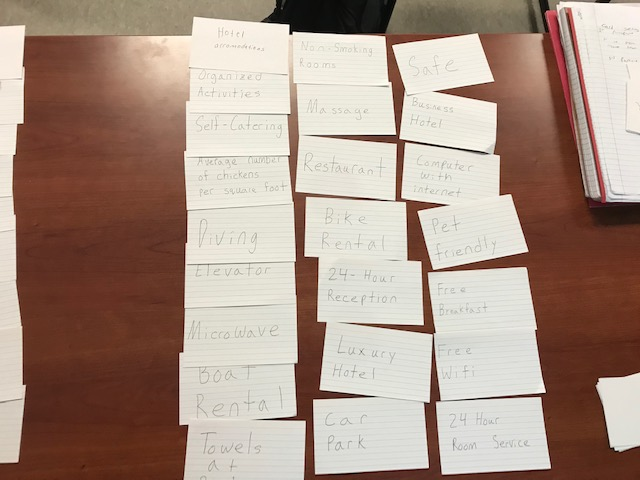 Hotel
Organized
Activities
Self-Catering
Average number
of chickens
per square foot
Diving
Elevator
Microwave
Boat
Rental
Towels
at
Non-Smoking
Rooms
Massage
Restaurant
Bike
Rental
24-Hour
Reception
Luxury
Hotel
Car
Park
Safe
Business
Hotel
Computer
with
internet
Pet
friendly
Free
Breakfast
Free
Wifi
24 Hour
Room Service